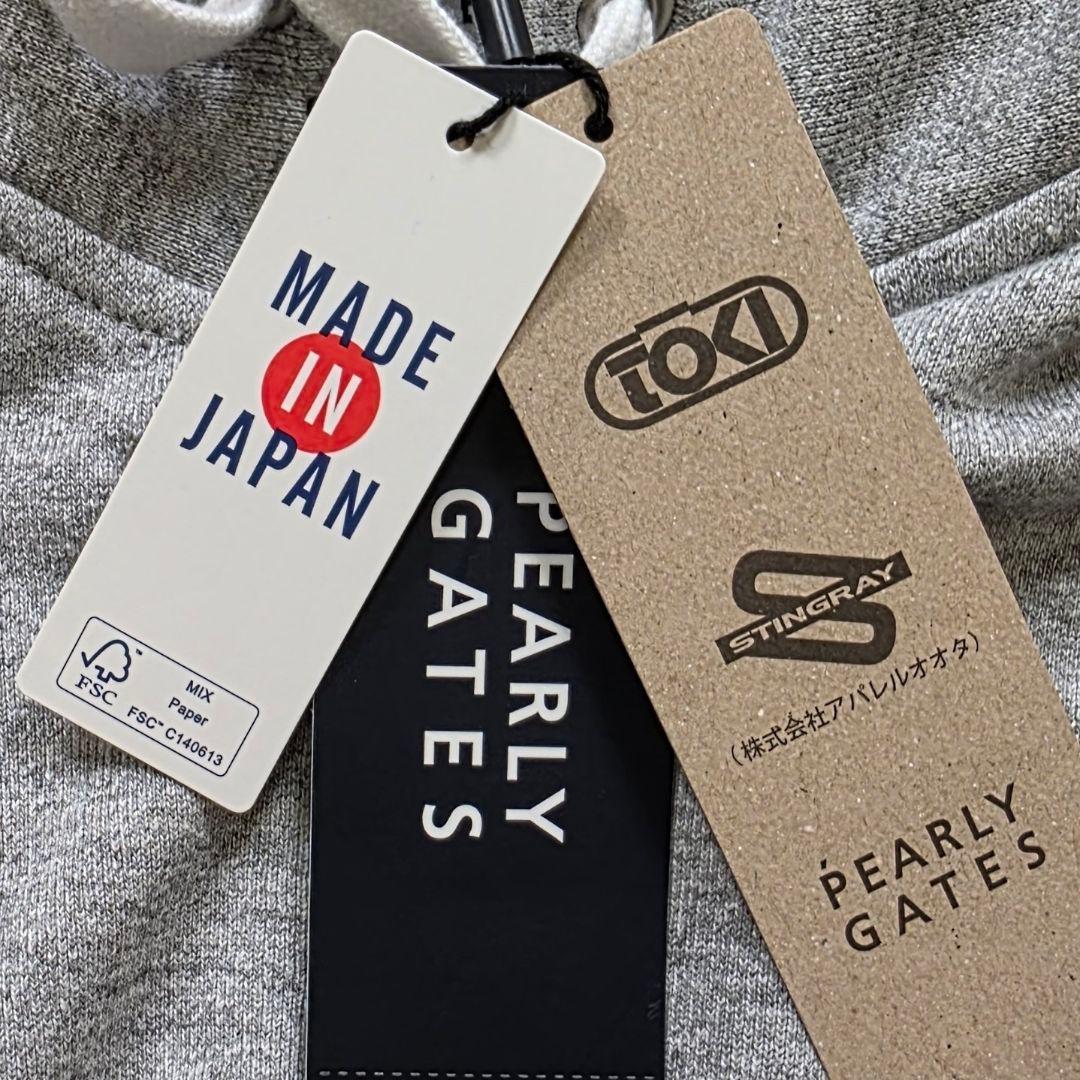 MADE
IN
JAPAN
FSC™
MIX
Paper
FSC™ C140613
PEARLY
GATES
TOKI
S
STINGRAY
(株式会社アパレルオオタ)
PEARLY
GATES